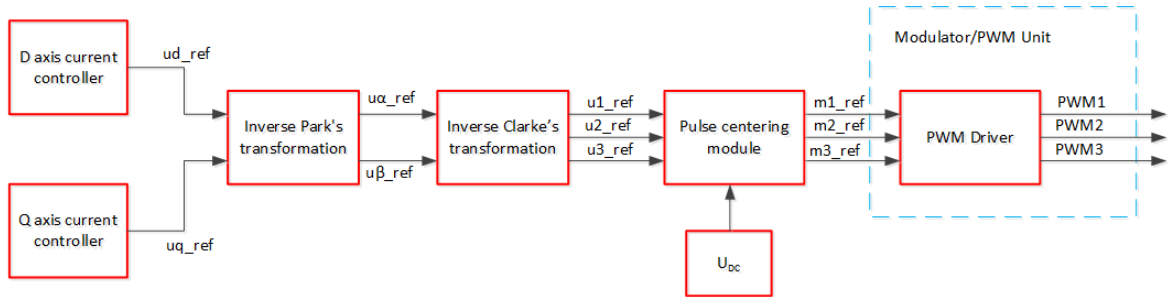 D axis current
controller
ud_ref
Q axis current
controller
uq_ref
Inverse Park's
transformation
uα_ref
uβ_ref
Inverse Clarke’s
transformation
u1_ref
u2_ref
u3_ref
Pulse centering
module
U_DC
m1_ref
m2_ref
m3_ref
Modulator/PWM Unit
PWM Driver
PWM1
PWM2
PWM3